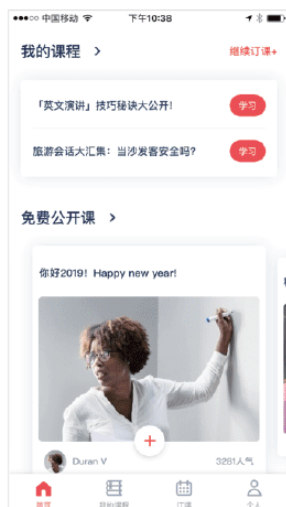 中国移动 下午10:38
我的课程 >
继续订课+
「英文演讲」技巧秘诀大公开!
学习
旅游会话大汇集：当沙发客安全吗?
学习
免费公开课 >
你好2019！Happy new year!
Duran V
3281人气
首页 我的课程 订课 个人